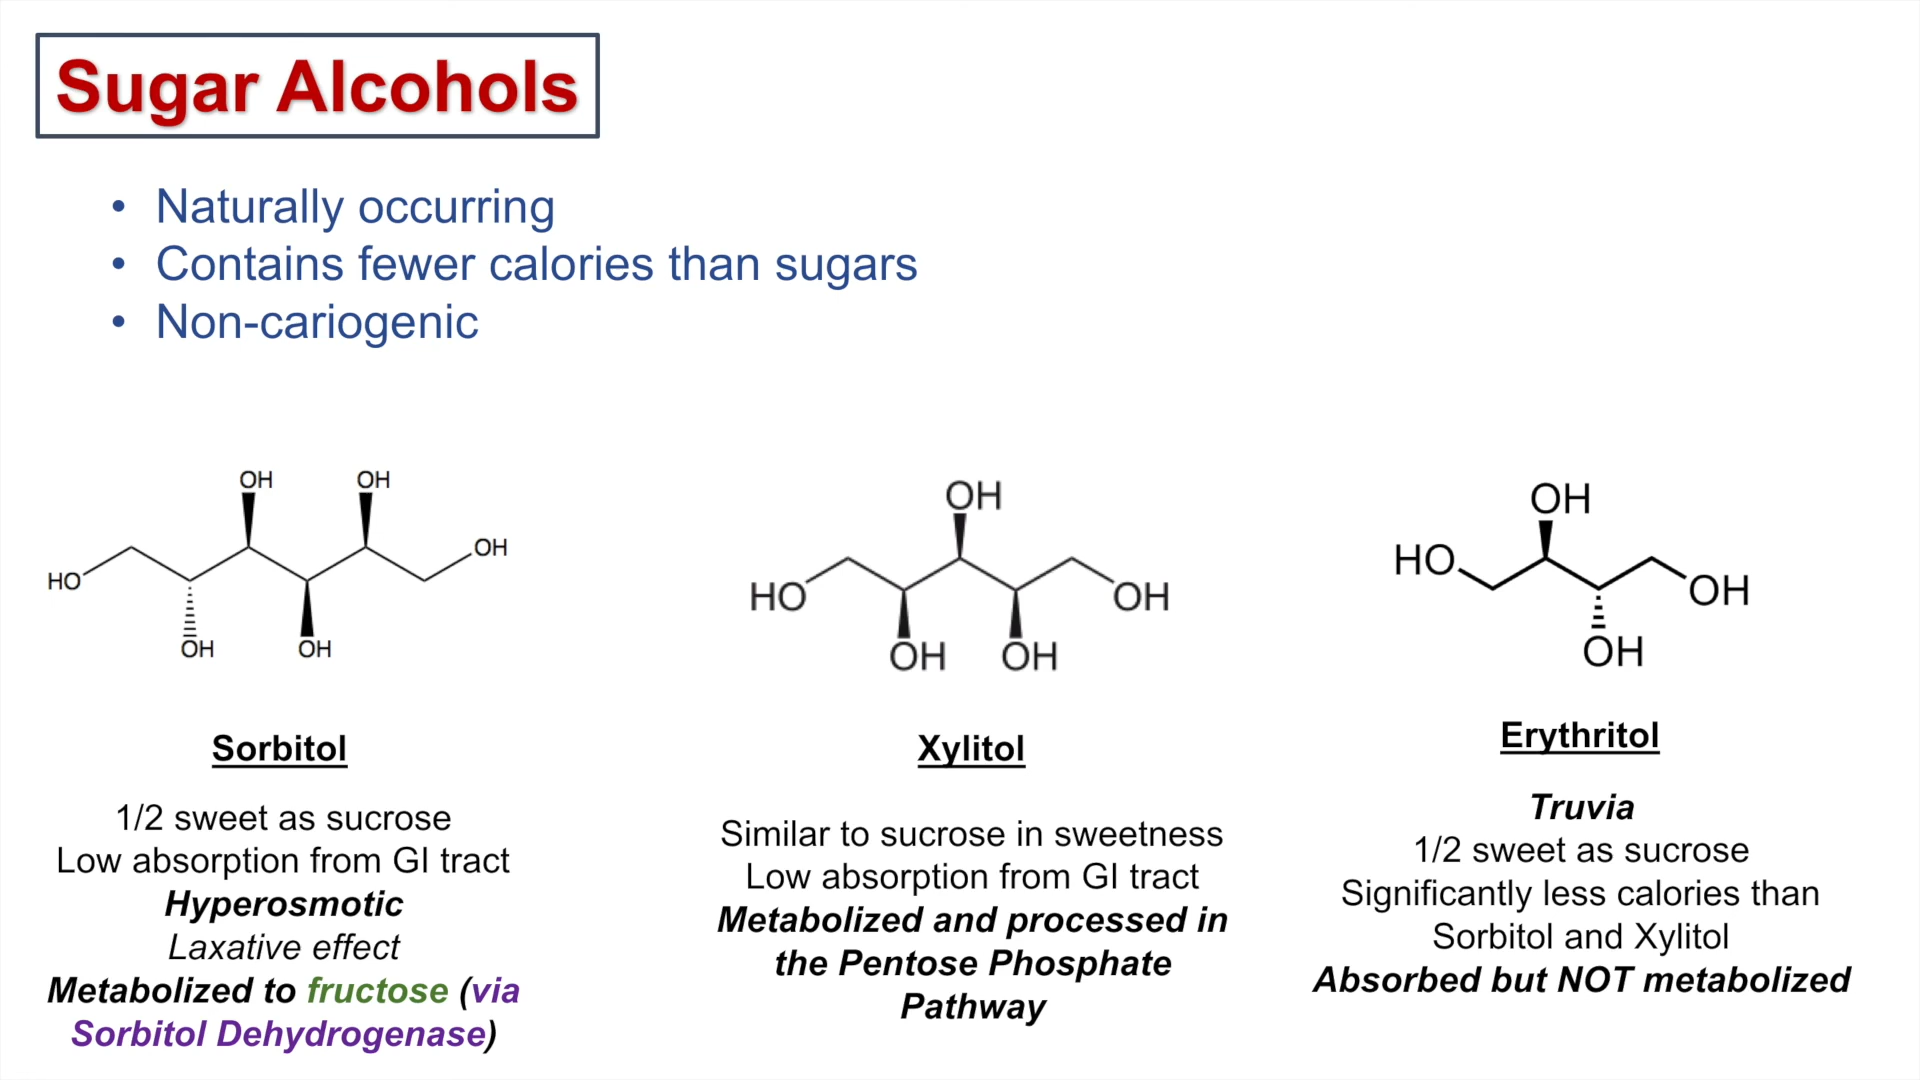 Sugar Alcohols
• Naturally occurring
• Contains fewer calories than sugars
• Non-cariogenic
OH OH
HO OH
OH OH
OH
HO OH
OH OH
OH
HO OH
OH
Sorbitol
1/2 sweet as sucrose
Low absorption from GI tract
Hyperosmotic
Laxative effect
Metabolized to fructose (via
Sorbitol Dehydrogenase)
Xylitol
Similar to sucrose in sweetness
Low absorption from GI tract
Metabolized and processed in
the Pentose Phosphate
Pathway
Erythritol
Truvia
1/2 sweet as sucrose
Significantly less calories than
Sorbitol and Xylitol
Absorbed but NOT metabolized